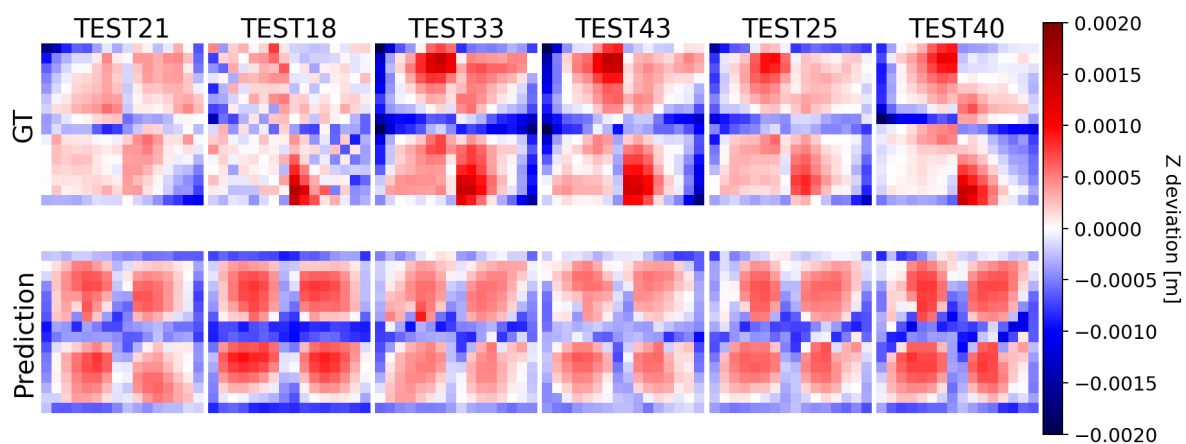 TEST21 TEST18 TEST33 TEST43 TEST25 TEST40
GT
Prediction
0.0020
0.0015
0.0010
0.0005
0.0000
−0.0005
−0.0010
−0.0015
−0.0020
Z deviation [m]